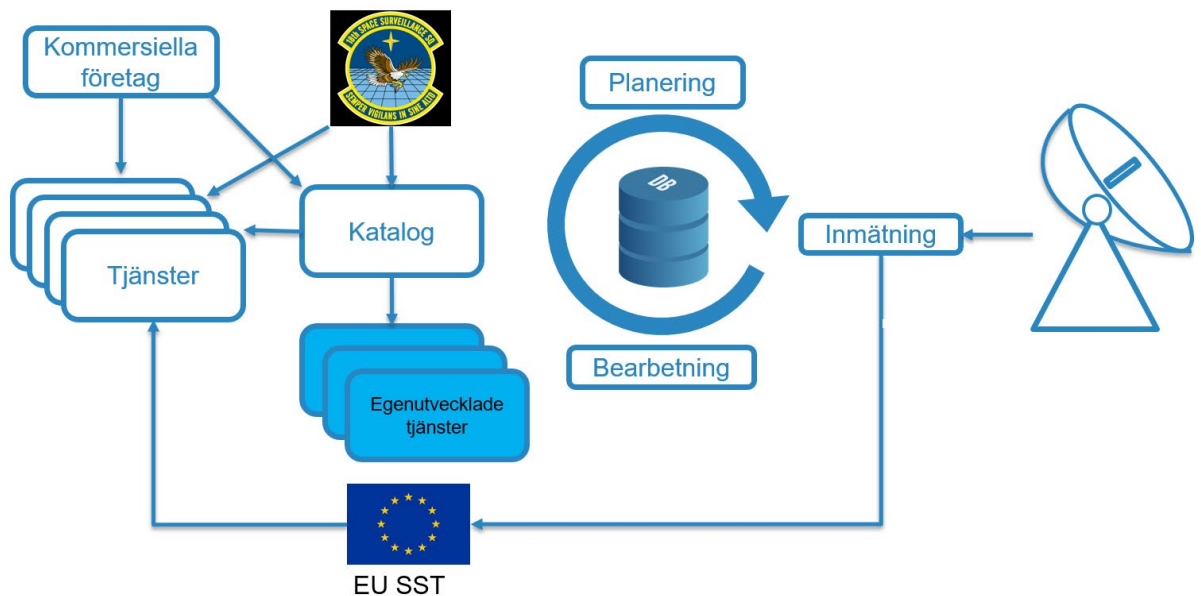 Kommersiella
företag
18th SPACE SURVEILLANCE SQ
SEMPER VIGILANS IN SINE ALTO
Planering
DB
Tjänster
Katalog
Inmätning
Bearbetning
Egenutvecklade
tjänster
EU SST